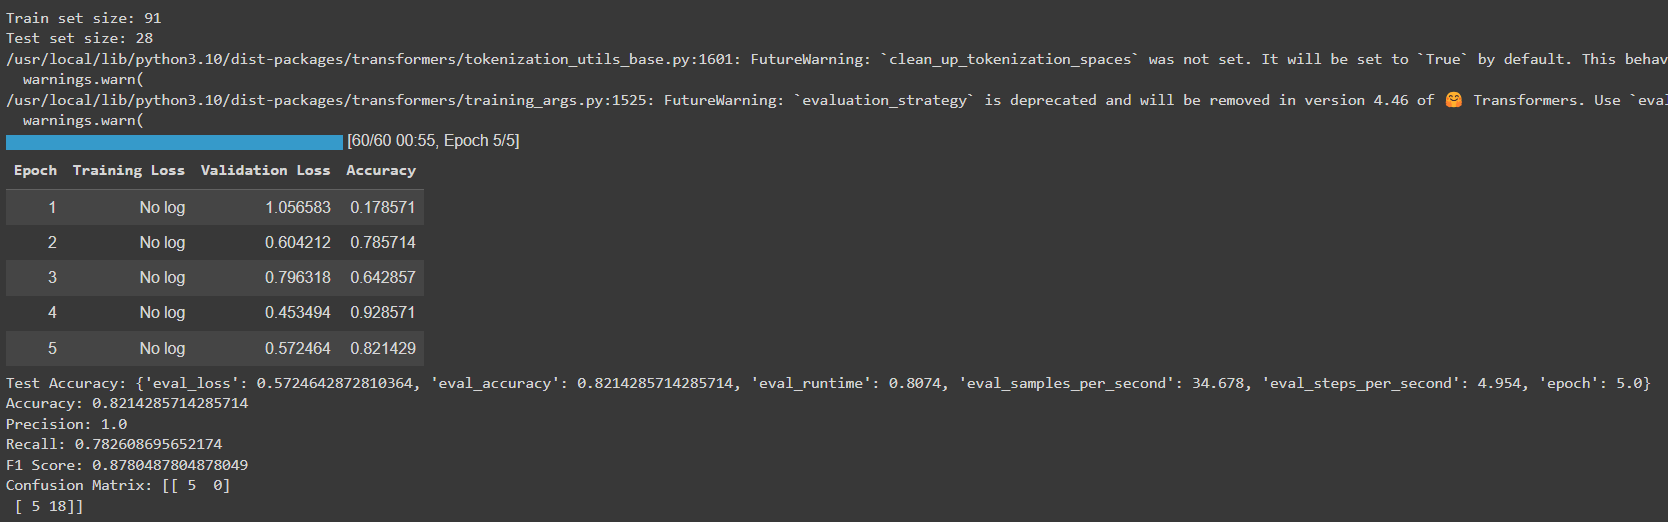 Train set size: 91
Test set size: 28
/usr/local/lib/python3.10/dist-packages/transformers/tokenization_utils_base.py:1601: FutureWarning: `clean_up_tokenization_spaces` was not set. It will be set to `True` by default. This behav
  warnings.warn(
/usr/local/lib/python3.10/dist-packages/transformers/training_args.py:1525: FutureWarning: `evaluation_strategy` is deprecated and will be removed in version 4.46 of 🤗 Transformers. Use `eval
  warnings.warn(
[60/60 00:55, Epoch 5/5]
Epoch Training Loss Validation Loss Accuracy
1 No log 1.056583 0.178571
2 No log 0.604212 0.785714
3 No log 0.796318 0.642857
4 No log 0.453494 0.928571
5 No log 0.572464 0.821429
Test Accuracy: {'eval_loss': 0.5724642872810364, 'eval_accuracy': 0.8214285714285714, 'eval_runtime': 0.8074, 'eval_samples_per_second': 34.678, 'eval_steps_per_second': 4.954, 'epoch': 5.0}
Accuracy: 0.8214285714285714
Precision: 1.0
Recall: 0.782608695652174
F1 Score: 0.8780487804878049
Confusion Matrix: [[ 5  0]
 [ 5 18]]